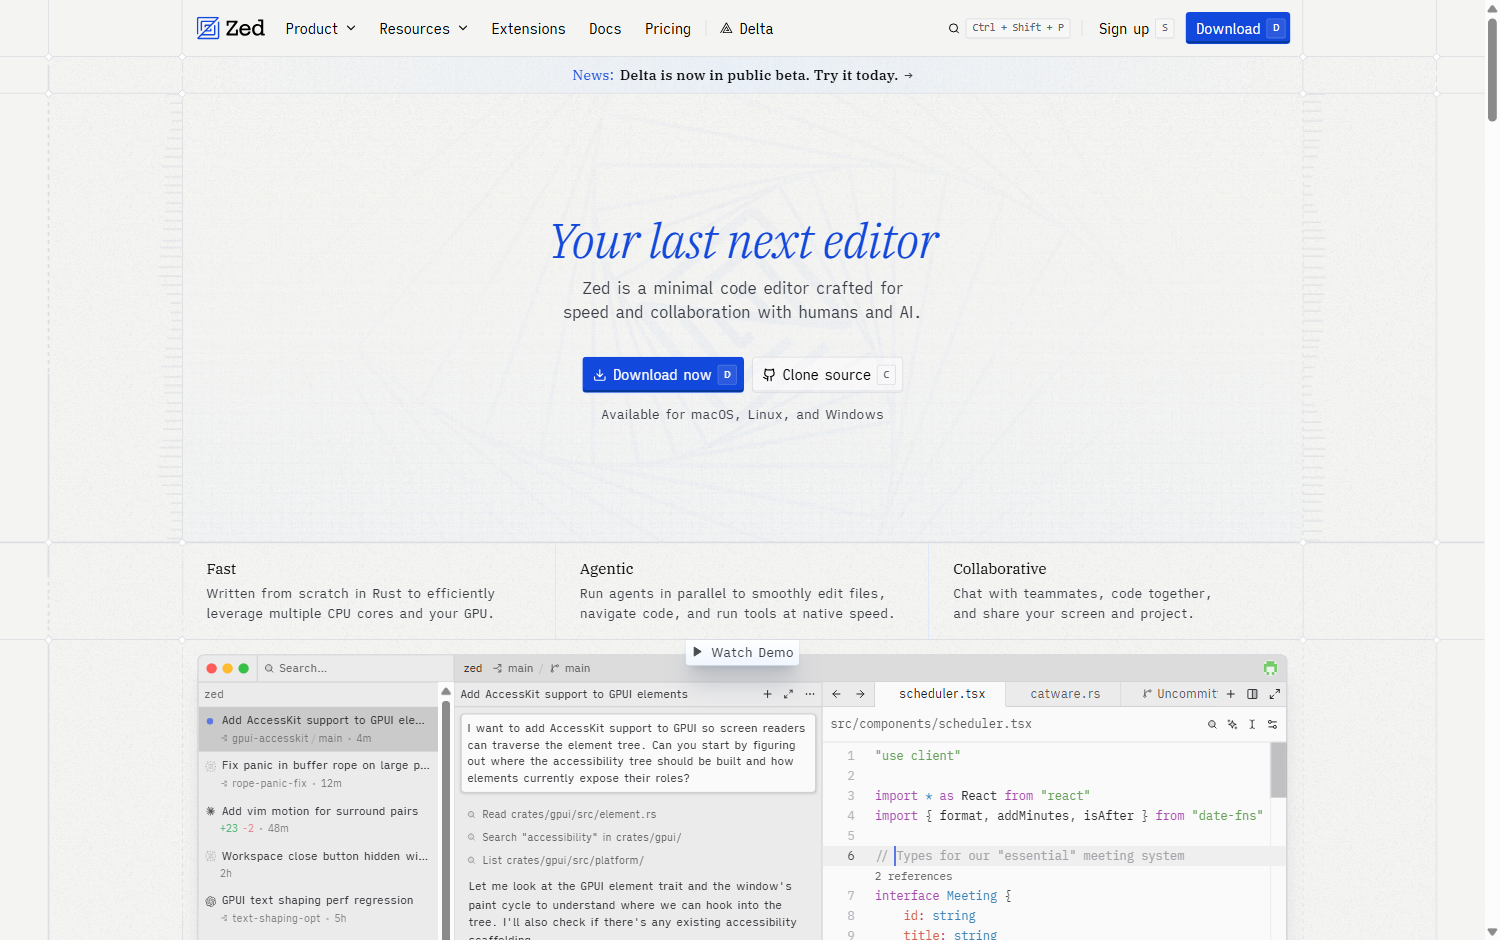 Zed
Product
Resources
Extensions
Docs
Pricing
Delta
Ctrl + Shift + P
Sign up S
Download D
News: Delta is now in public beta. Try it today. →
Your last next editor
Zed is a minimal code editor crafted for
speed and collaboration with humans and AI.
Download now D
Clone source C
Available for macOS, Linux, and Windows
Fast
Written from scratch in Rust to efficiently
leverage multiple CPU cores and your GPU.
Agentic
Run agents in parallel to smoothly edit files,
navigate code, and run tools at native speed.
Collaborative
Chat with teammates, code together,
and share your screen and project.
Watch Demo
Search...
zed main / main
zed
Add AccessKit support to GPUI ele...
gpui-accesskit / main • 4m
Fix panic in buffer rope on large p...
rope-panic-fix • 12m
Add vim motion for surround pairs
+23 -2 • 48m
Workspace close button hidden wi...
2h
GPUI text shaping perf regression
text-shaping-opt • 5h
Add AccessKit support to GPUI elements
I want to add AccessKit support to GPUI so screen readers
can traverse the element tree. Can you start by figuring
out where the accessibility tree should be built and how
elements currently expose their roles?
Read crates/gpui/src/element.rs
Search "accessibility" in crates/gpui/
List crates/gpui/src/platform/
Let me look at the GPUI element trait and the window's
paint cycle to understand where we can hook into the
tree. I'll also check if there's any existing accessibility
scaffolding.
scheduler.tsx
catware.rs
Uncommit
src/components/scheduler.tsx
1 "use client"
2
3 import * as React from "react"
4 import { format, addMinutes, isAfter } from "date-fns"
5
6 // Types for our "essential" meeting system
2 references
7 interface Meeting {
8 id: string
9 title: string